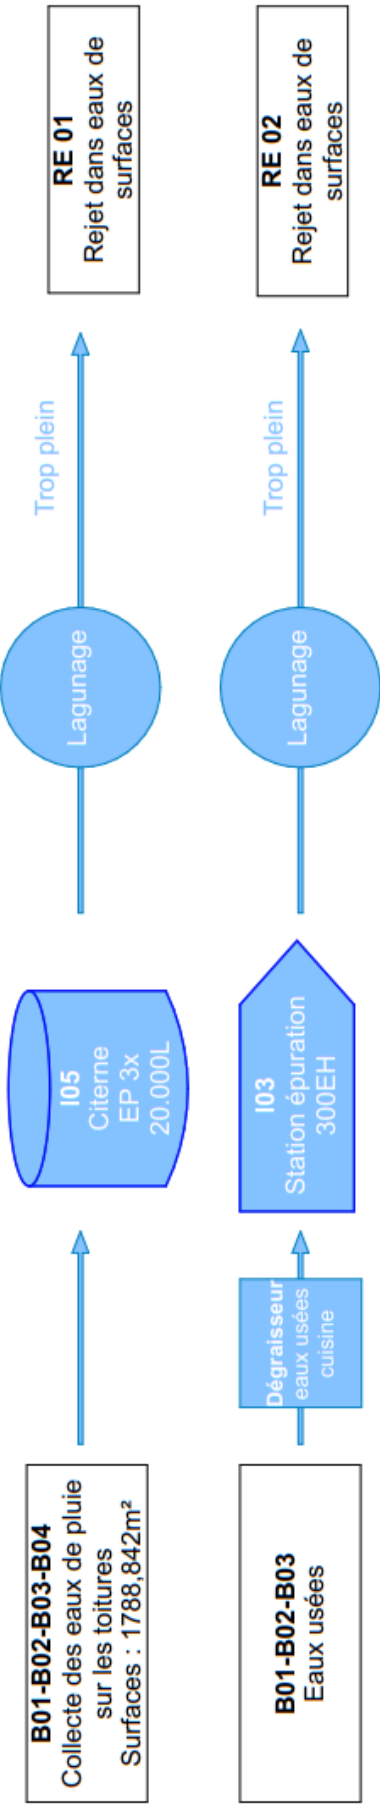 B01-B02-B03-B04
Collecte des eaux de pluie
sur les toitures
Surfaces : 1788,842m²
I05
Citerne
EP 3x
20.000L
Lagunage
Trop plein
RE 01
Rejet dans eaux de
surfaces
B01-B02-B03
Eaux usées
Dégraisseur
eaux usées
cuisine
I03
Station épuration
300EH
Lagunage
Trop plein
RE 02
Rejet dans eaux de
surfaces